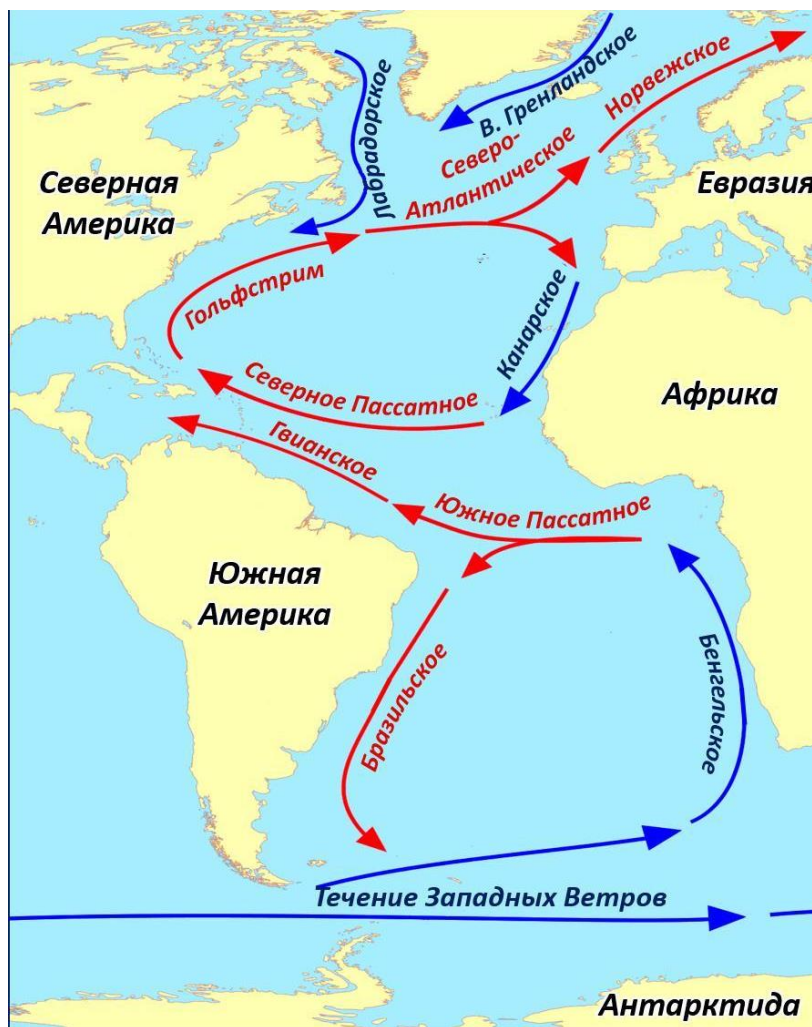 В. Гренландское
Норвежское
Лабрадорское
Северо-
Атлантическое
Северная
Америка
Евразия
Гольфстрим
Канарское
Северное Пассатное
Африка
Гвианское
Южное Пассатное
Южная
Америка
Бразильское
Бенгельское
Течение Западных Ветров
Антарктида